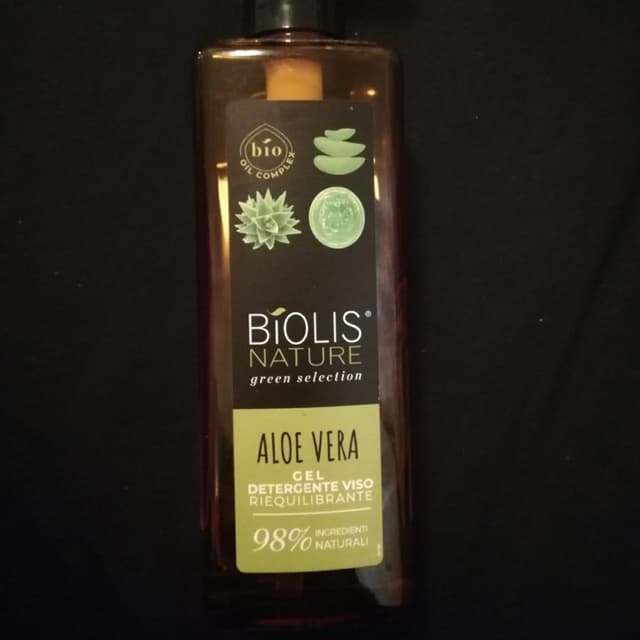 bio
OIL COMPLEX
BiOLIS®
NATURE
green selection
ALOE VERA
GEL
DETERGENTE VISO
RIEQUILIBRANTE
98% INGREDIENTI
NATURALI